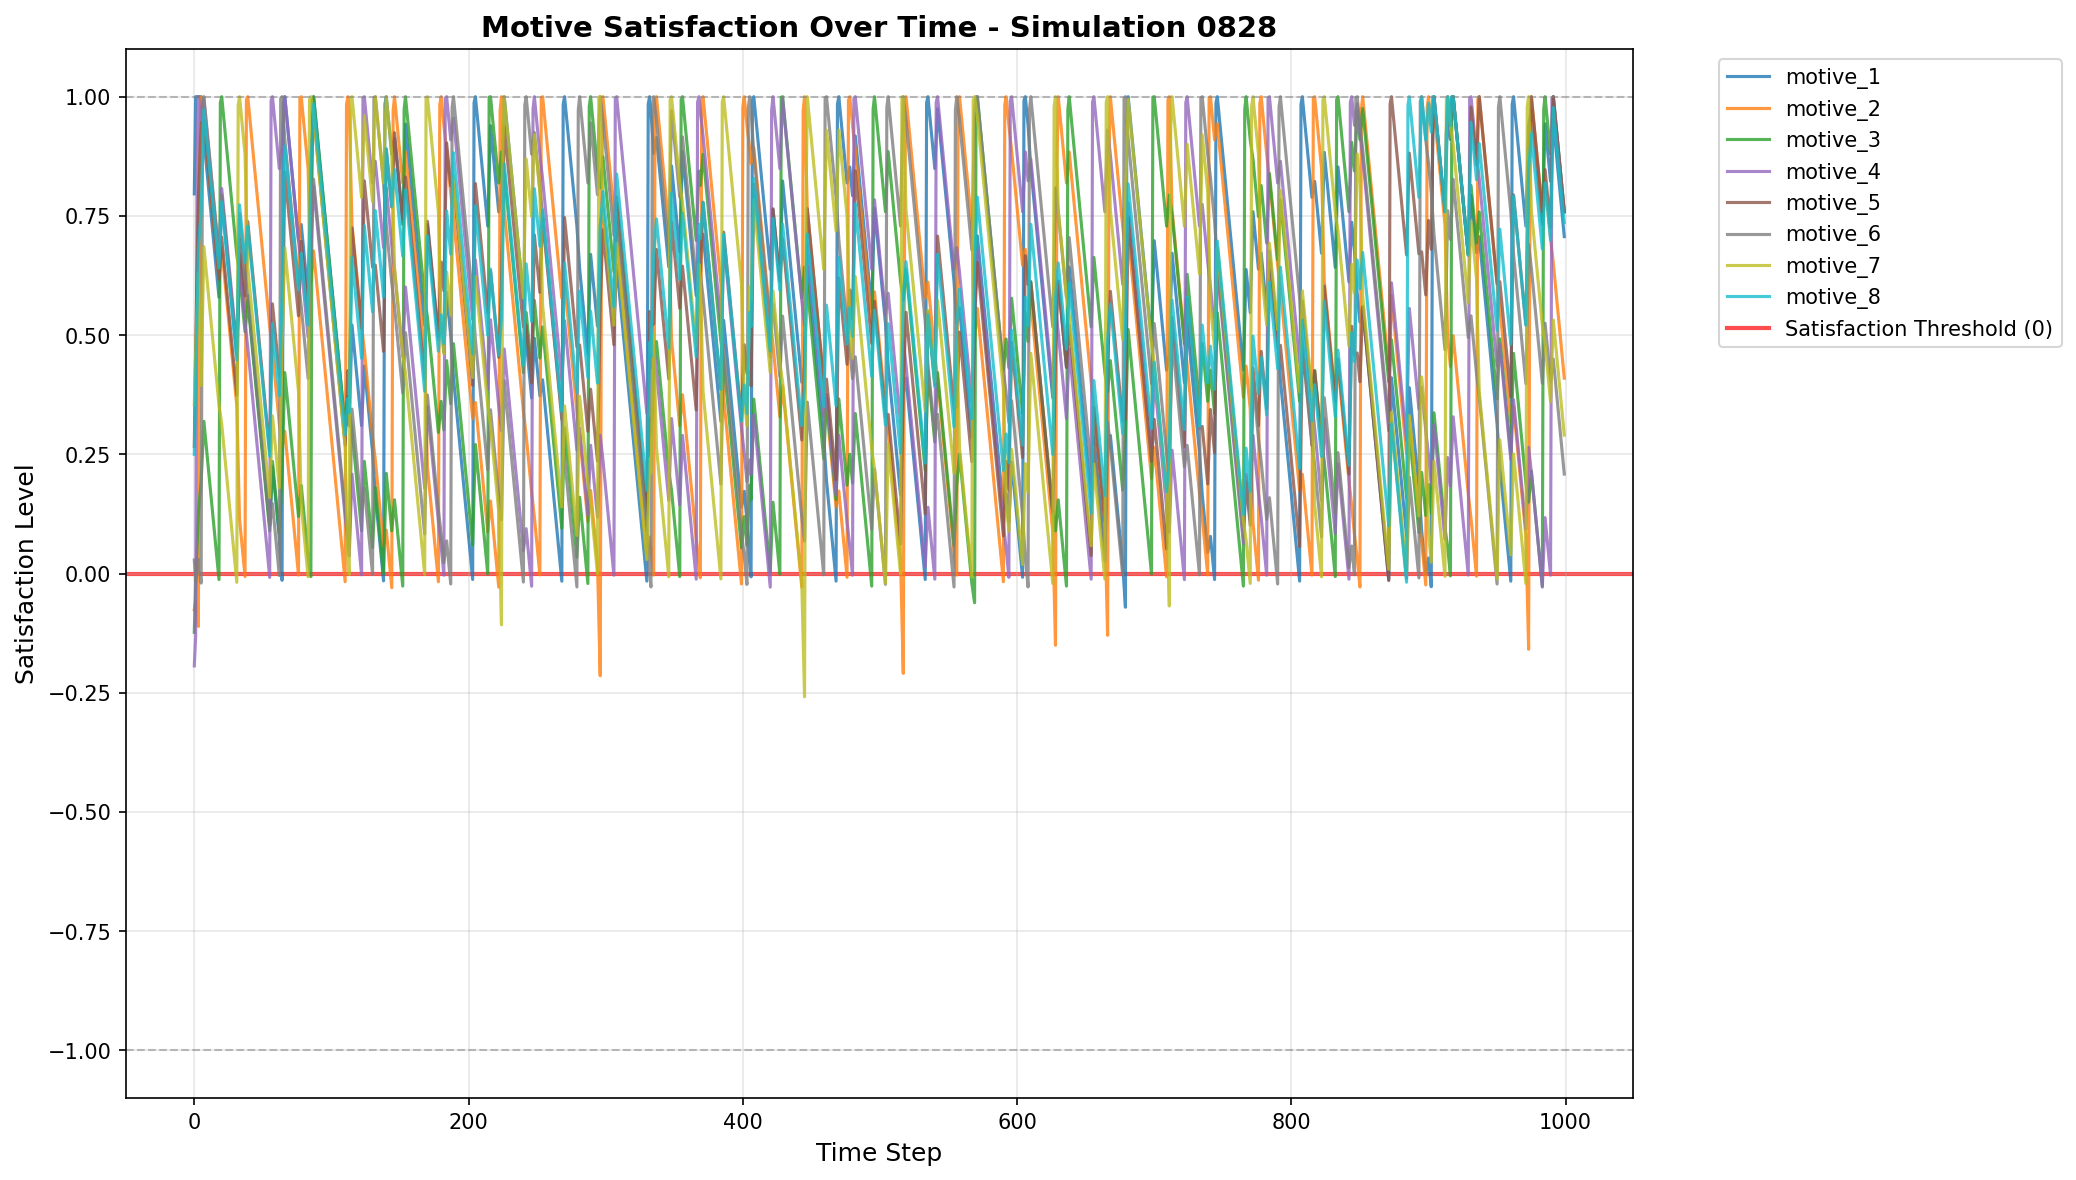 Motive Satisfaction Over Time - Simulation 0828
Satisfaction Level
1.00
0.75
0.50
0.25
0.00
−0.25
−0.50
−0.75
−1.00
0
200
400
600
800
1000
Time Step
motive_1
motive_2
motive_3
motive_4
motive_5
motive_6
motive_7
motive_8
Satisfaction Threshold (0)